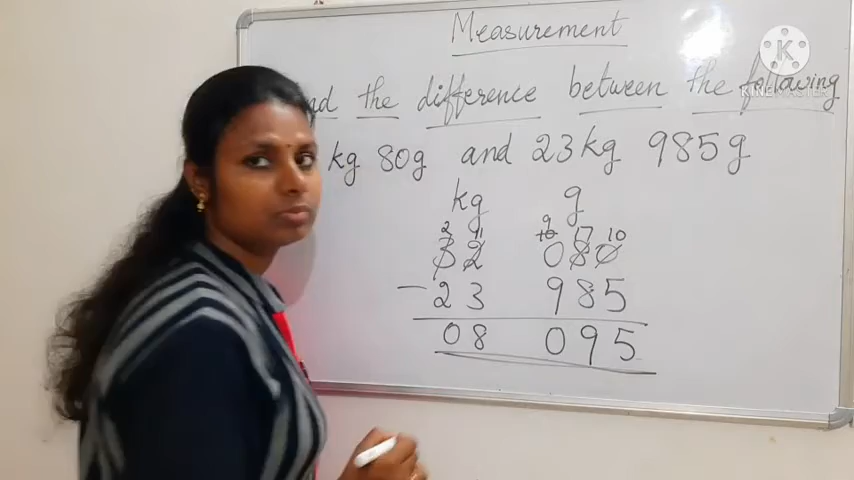 Measurement
the difference between the following
kg 80g and 23kg 985g
kg g
2 11 9 17 10
32 10 080
- 23 985
08 095
K
KINEMASTER